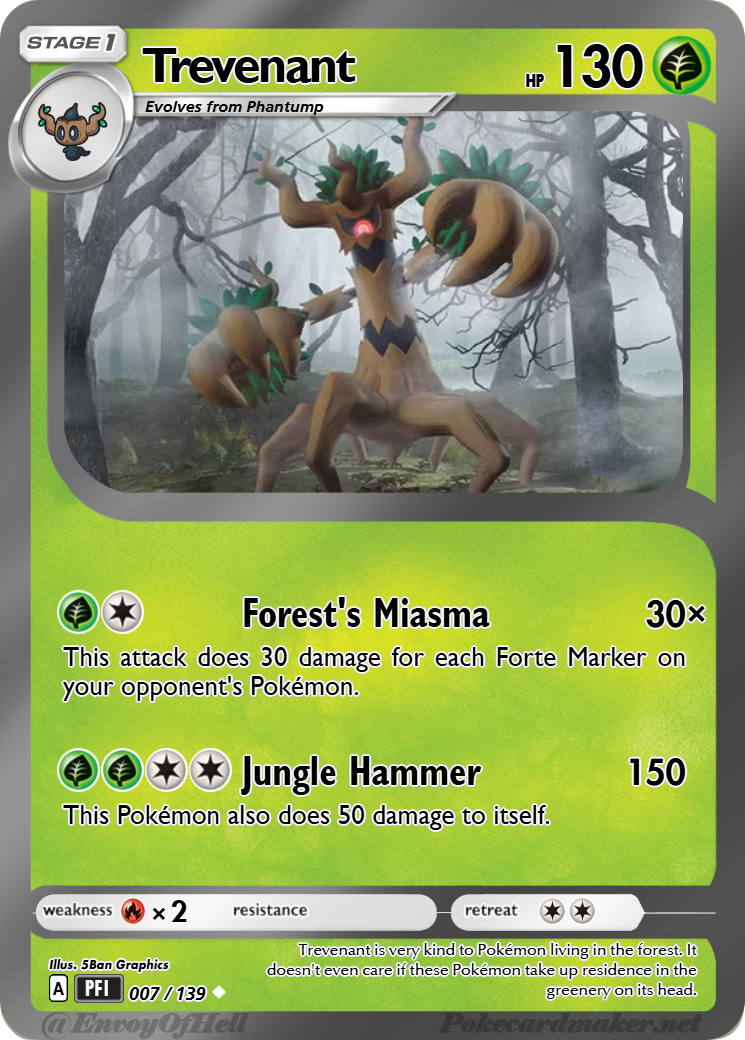 STAGE 1
Trevenant
HP 130
Evolves from Phantump
Forest's Miasma 30×
This attack does 30 damage for each Forte Marker on
your opponent's Pokémon.
Jungle Hammer 150
This Pokémon also does 50 damage to itself.
weakness × 2 resistance retreat
Illus. 5Ban Graphics
A PFI 007 / 139
Trevenant is very kind to Pokémon living in the forest. It
doesn't even care if these Pokémon take up residence in the
greenery on its head.
@EnvoyOfHell Pokecardmaker.net